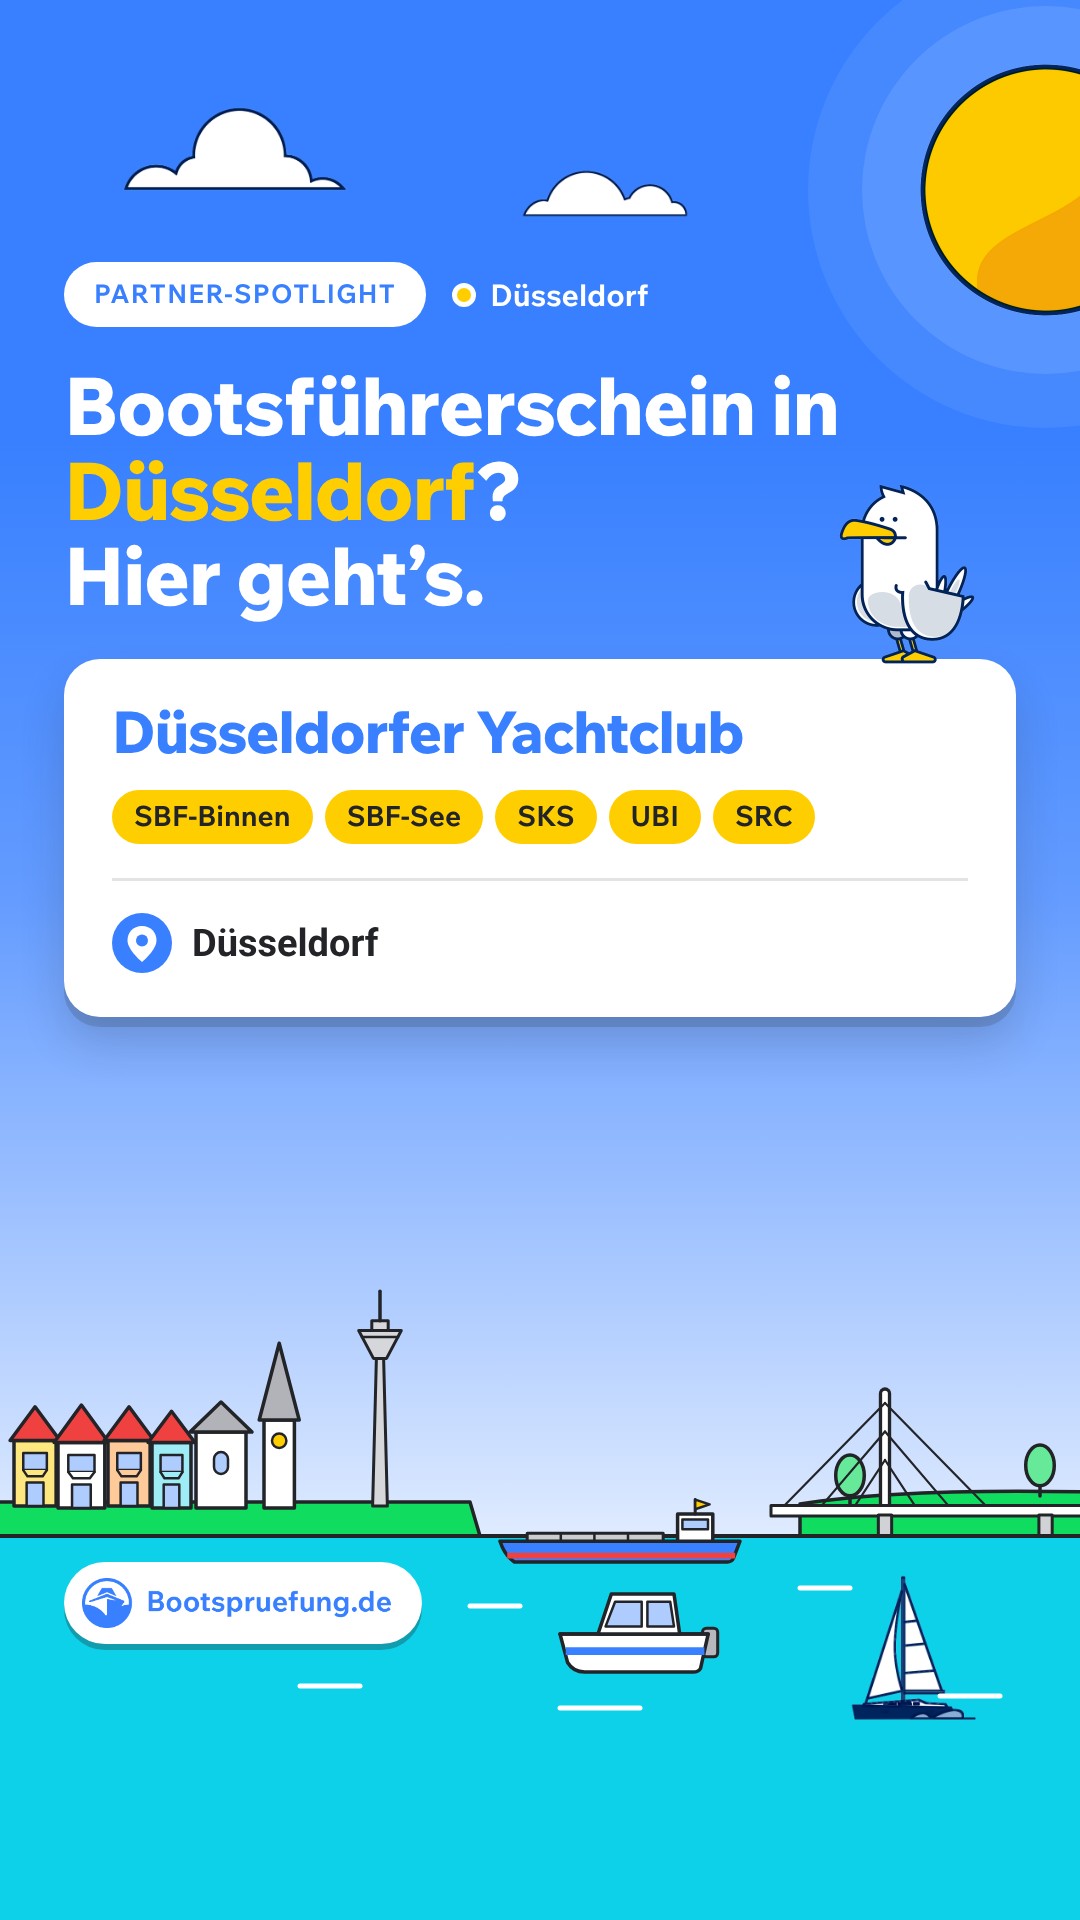 PARTNER-SPOTLIGHT
Düsseldorf
Bootsführerschein in
Düsseldorf?
Hier geht’s.
Düsseldorfer Yachtclub
SBF-Binnen
SBF-See
SKS
UBI
SRC
Düsseldorf
Bootspruefung.de